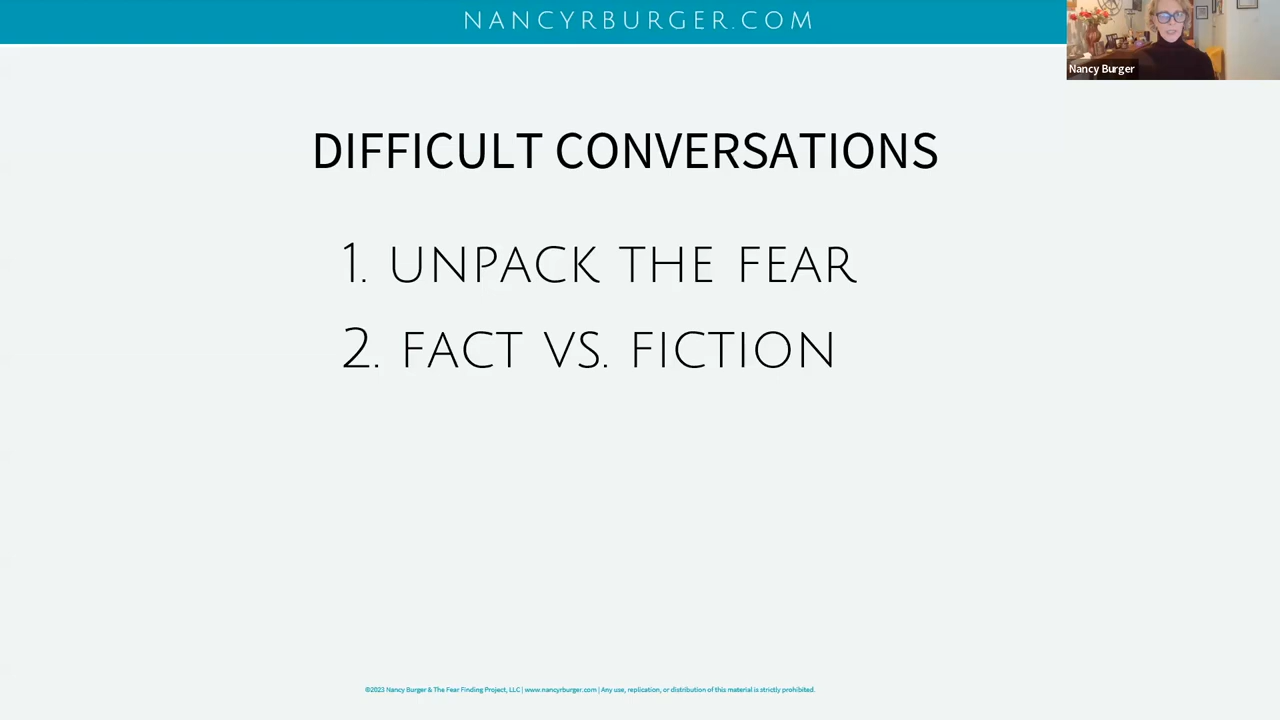 NANCYRBURGER.COM
Nancy Burger
DIFFICULT CONVERSATIONS
1. UNPACK THE FEAR
2. FACT VS. FICTION
©2023 Nancy Burger & The Fear Finding Project, LLC | www.nancyrburger.com | Any use, replication, or distribution of this material is strictly prohibited.